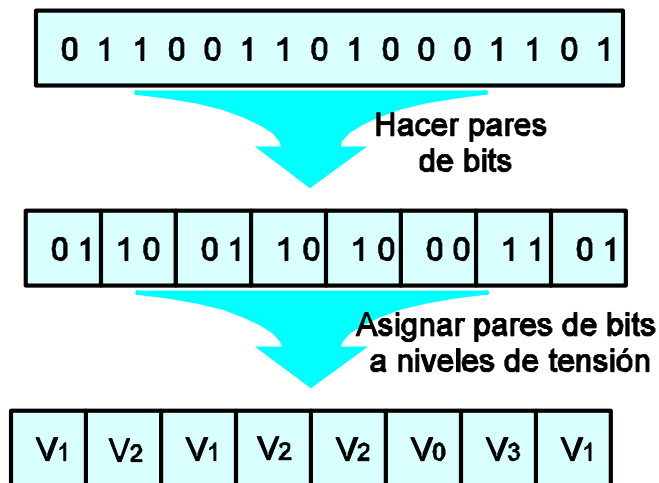 0 1 1 0 0 1 1 0 1 0 0 0 1 1 0 1
Hacer pares
de bits
0 1 1 0 0 1 1 0 1 0 0 0 1 1 0 1
Asignar pares de bits
a niveles de tensión
V1 V2 V1 V2 V2 V0 V3 V1